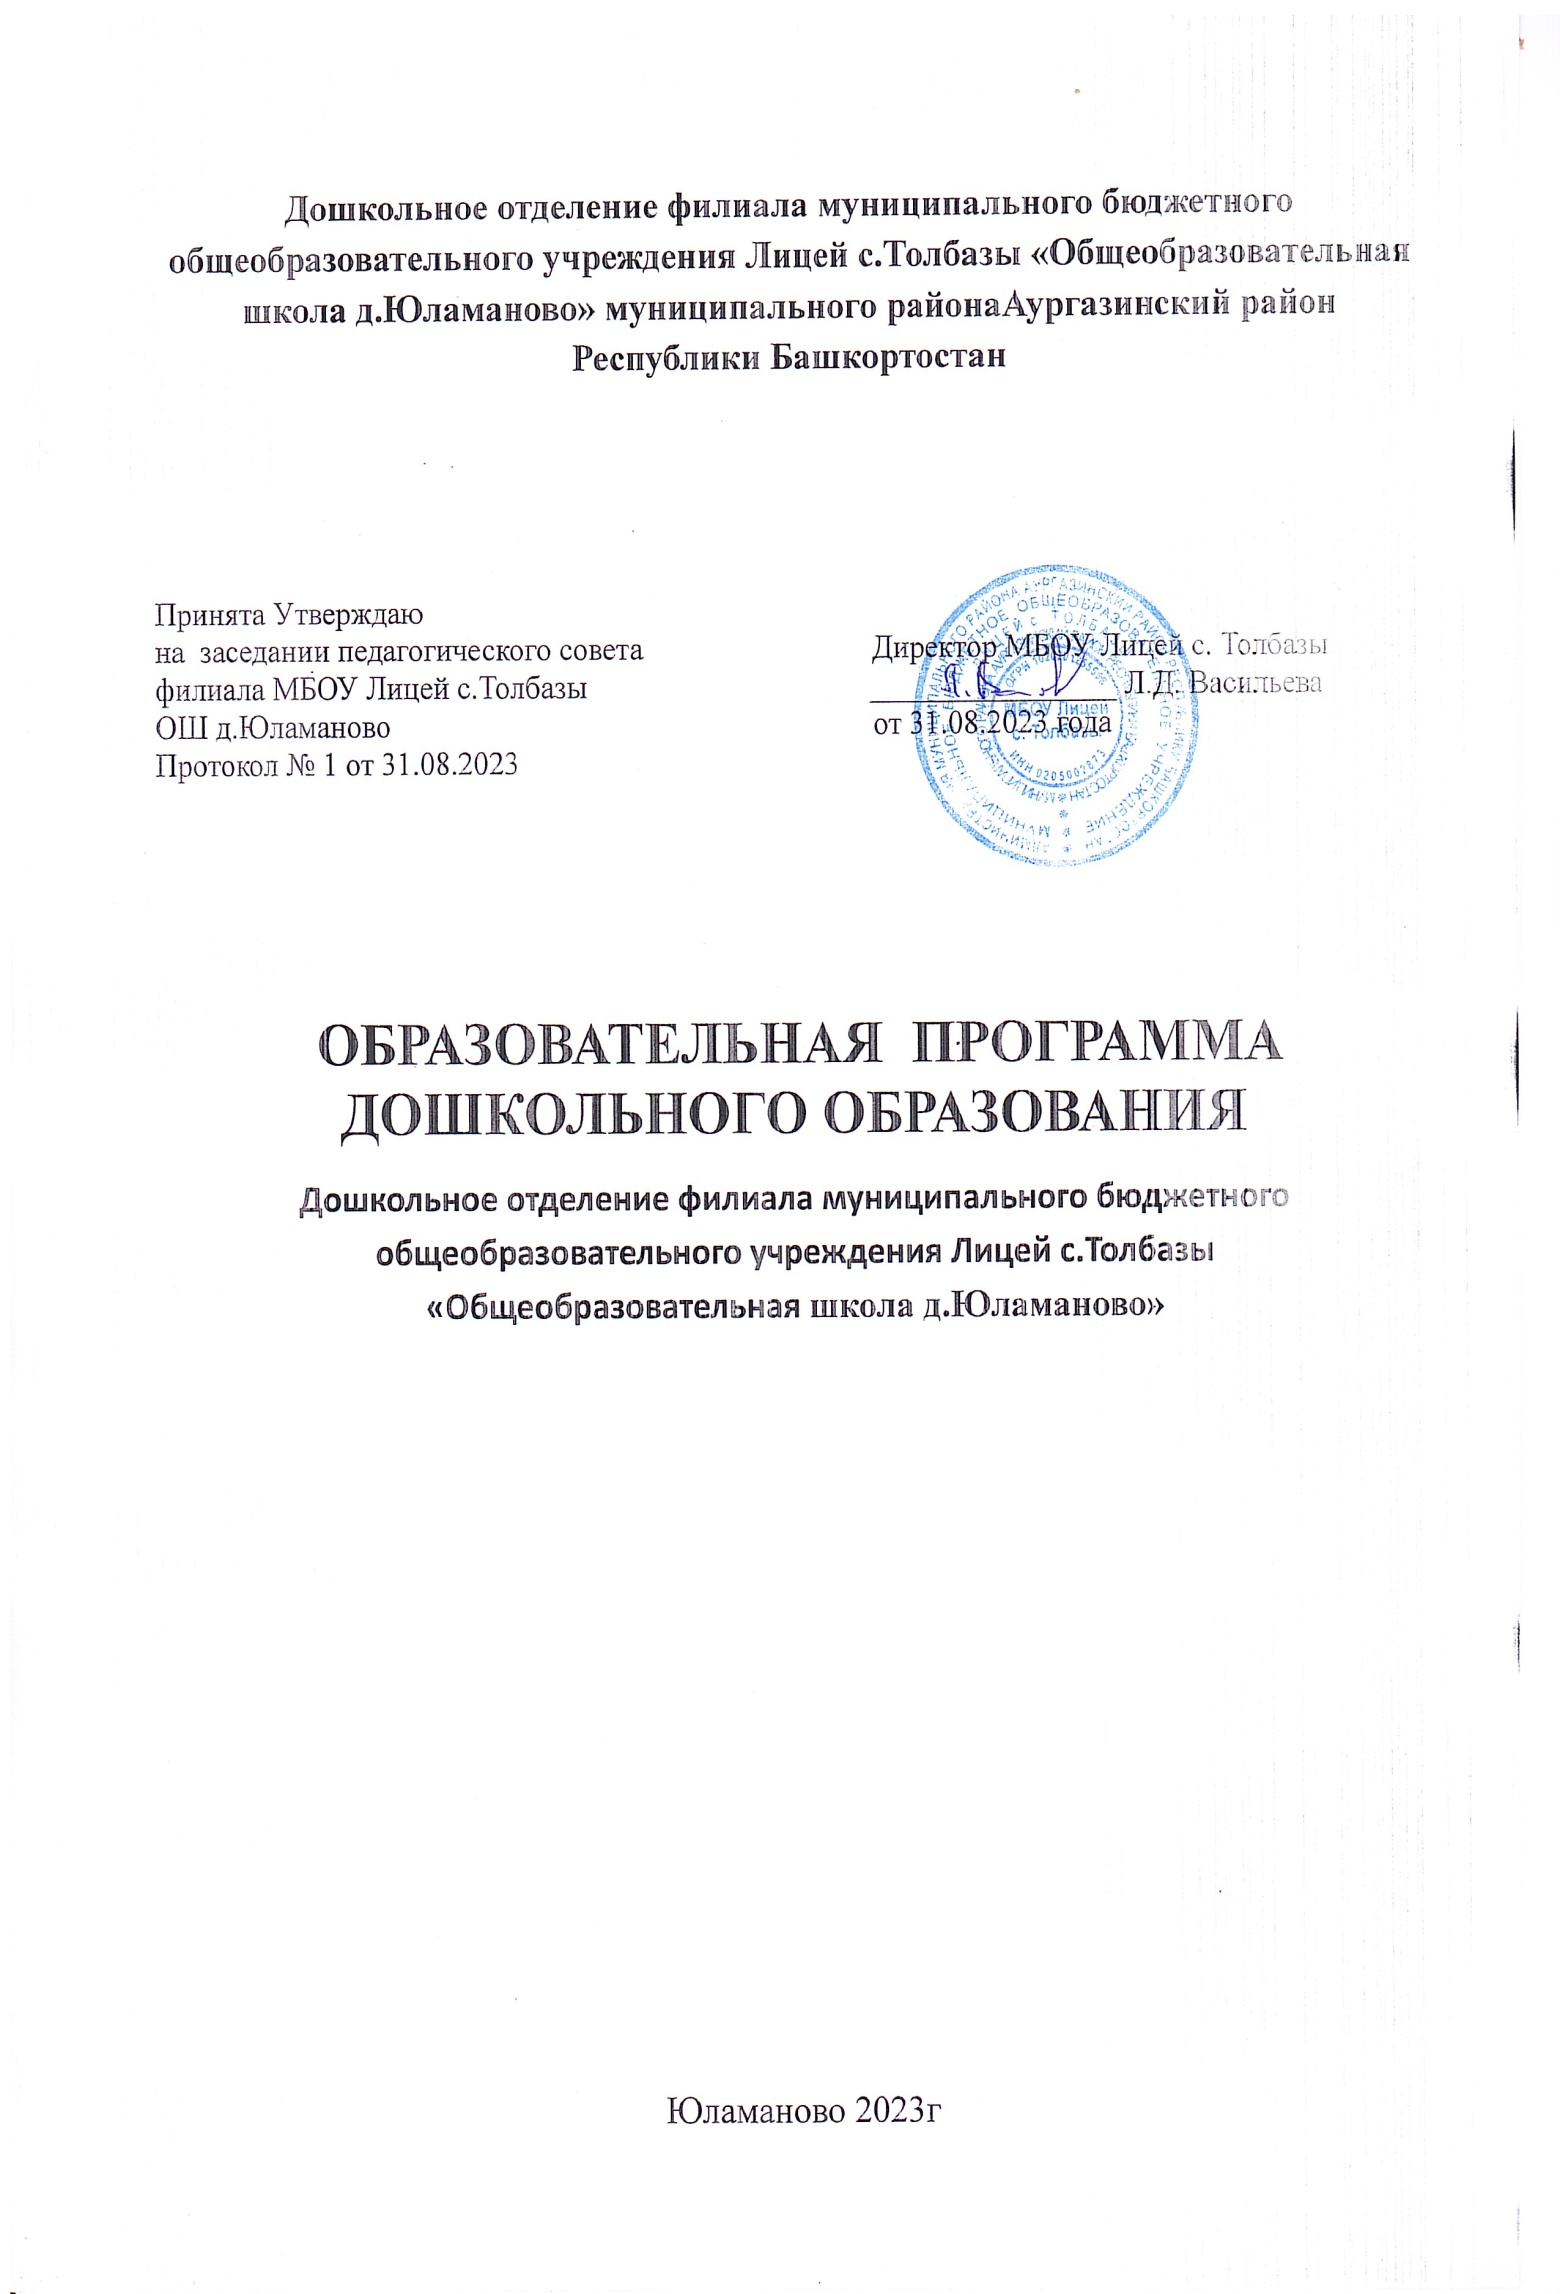 Дошкольное отделение филиала муниципального бюджетного
общеобразовательного учреждения Лицей с.Толбазы «Общеобразовательная
школа д.Юламаново» муниципального районаАургазинский район
Республики Башкортостан
Принята Утверждаю
на  заседании педагогического совета
филиала МБОУ Лицей с.Толбазы
ОШ д.Юламаново
Протокол № 1 от 31.08.2023
Директор МБОУ Лицей с. Толбазы
Л.Д. Васильева
от 31.08.2023 года
МБОУ Лицей
с. Толбазы
ОБРАЗОВАТЕЛЬНАЯ  ПРОГРАММА
ДОШКОЛЬНОГО ОБРАЗОВАНИЯ
Дошкольное отделение филиала муниципального бюджетного
общеобразовательного учреждения Лицей с.Толбазы
«Общеобразовательная школа д.Юламаново»
Юламаново 2023г